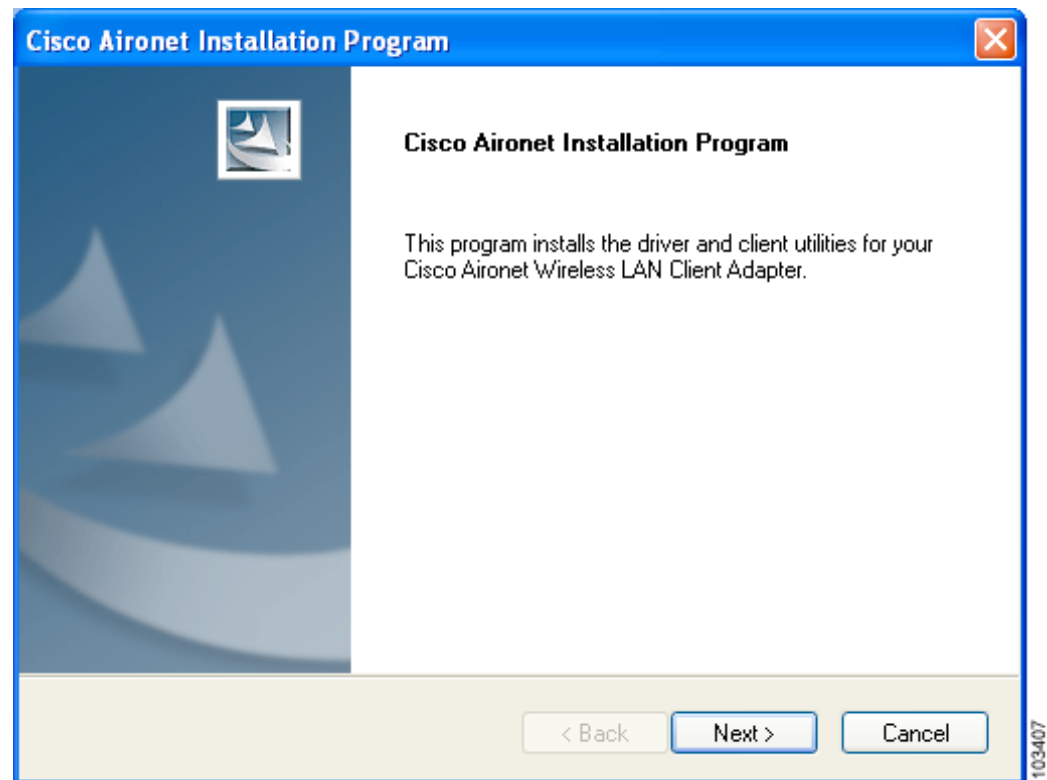 Cisco Aironet Installation Program
Cisco Aironet Installation Program
This program installs the driver and client utilities for your
Cisco Aironet Wireless LAN Client Adapter.
< Back
Next >
Cancel
103407